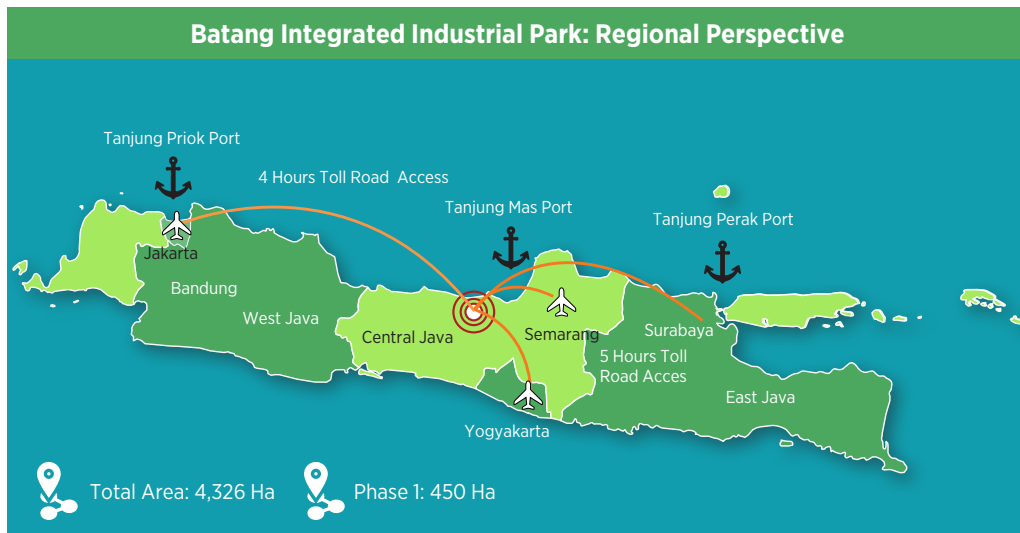 Batang Integrated Industrial Park: Regional Perspective
Tanjung Priok Port
4 Hours Toll Road Access
Tanjung Mas Port
Tanjung Perak Port
Jakarta
Bandung
West Java
Central Java
Semarang
Surabaya
5 Hours Toll
Road Acces
East Java
Yogyakarta
Total Area: 4,326 Ha
Phase 1: 450 Ha